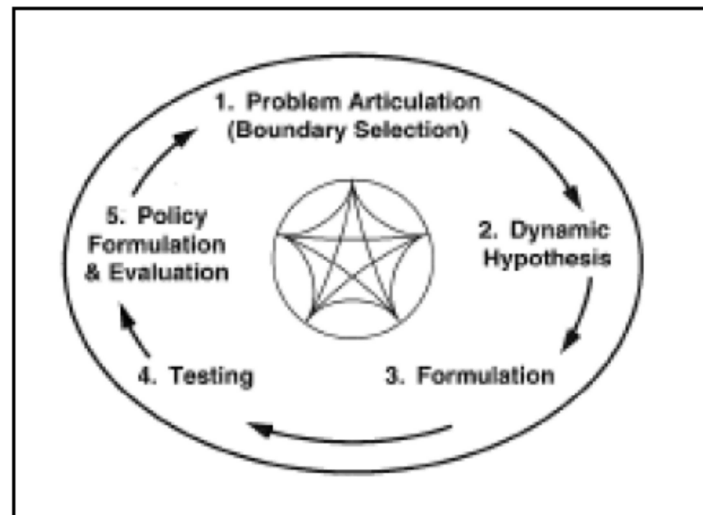 1. Problem Articulation
(Boundary Selection)
2. Dynamic
Hypothesis
3. Formulation
4. Testing
5. Policy
Formulation
& Evaluation